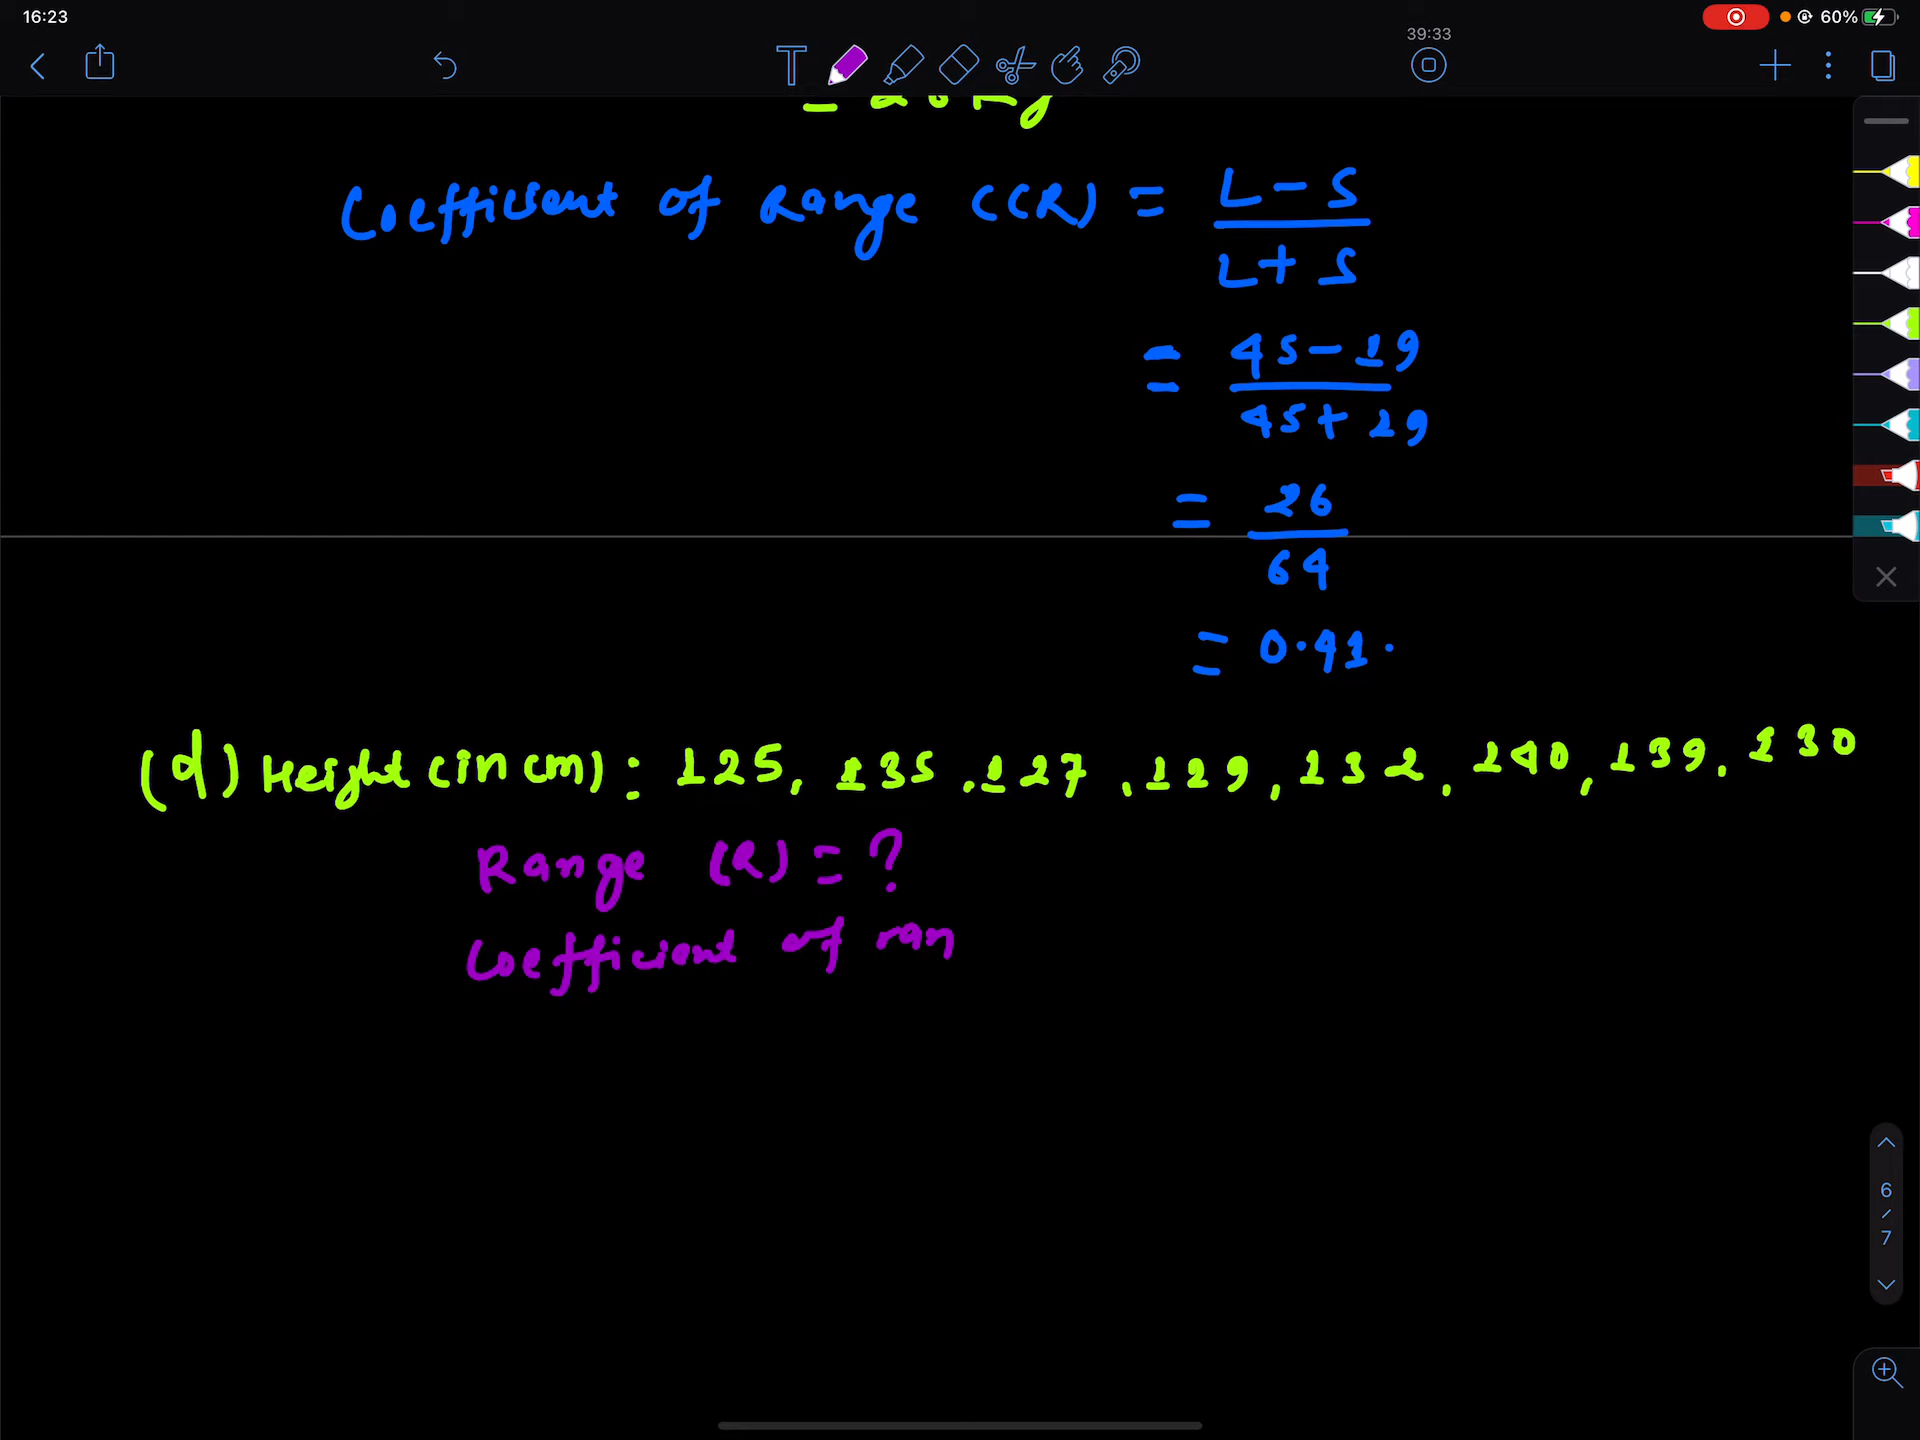 16:23
60%
39:33
Coefficient of Range (CR) = L - S
L + S
= 45 - 19
45 + 19
= 26
64
= 0.41.
(d) Height (in cm) : 125, 135, 127, 129, 132, 140, 139, 130
Range (R) = ?
Coefficient of ran
6
/
7